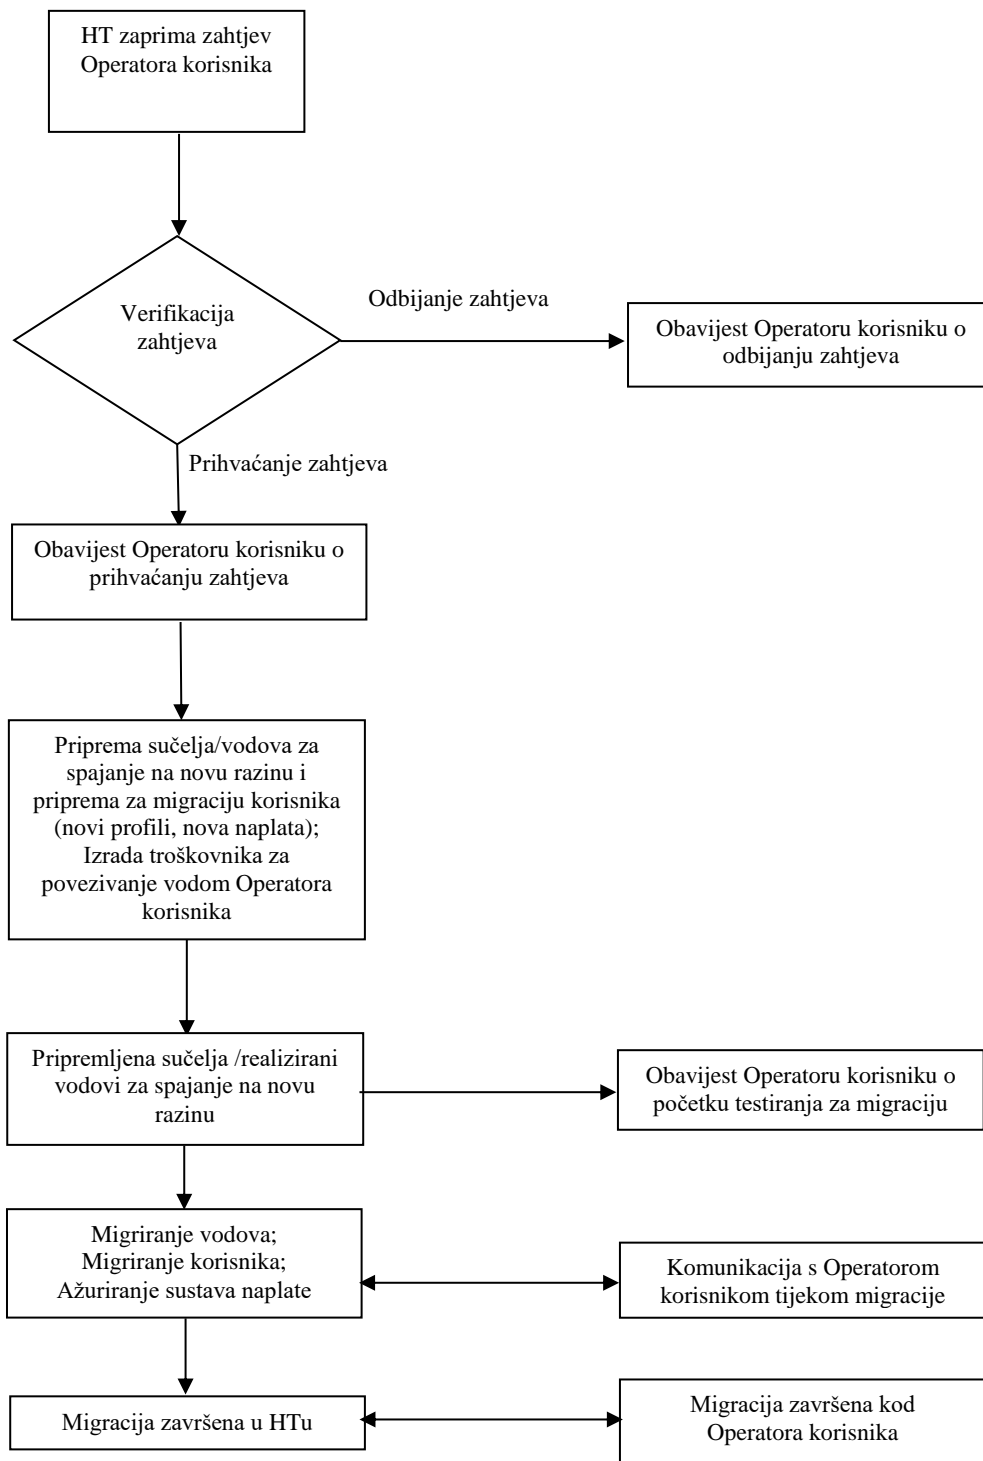 HT zaprima zahtjev
Operatora korisnika
Verifikacija
zahtjeva
Odbijanje zahtjeva
Obavijest Operatoru korisniku o
odbijanju zahtjeva
Prihvaćanje zahtjeva
Obavijest Operatoru korisniku o
prihvaćanju zahtjeva
Priprema sučelja/vodova za
spajanje na novu razinu i
priprema za migraciju korisnika
(novi profili, nova naplata);
Izrada troškovnika za
povezivanje vodom Operatora
korisnika
Pripremljena sučelja /realizirani
vodovi za spajanje na novu
razinu
Obavijest Operatoru korisniku o
početku testiranja za migraciju
Migriranje vodova;
Migriranje korisnika;
Ažuriranje sustava naplate
Komunikacija s Operatorom
korisnikom tijekom migracije
Migracija završena u HTu
Migracija završena kod
Operatora korisnika